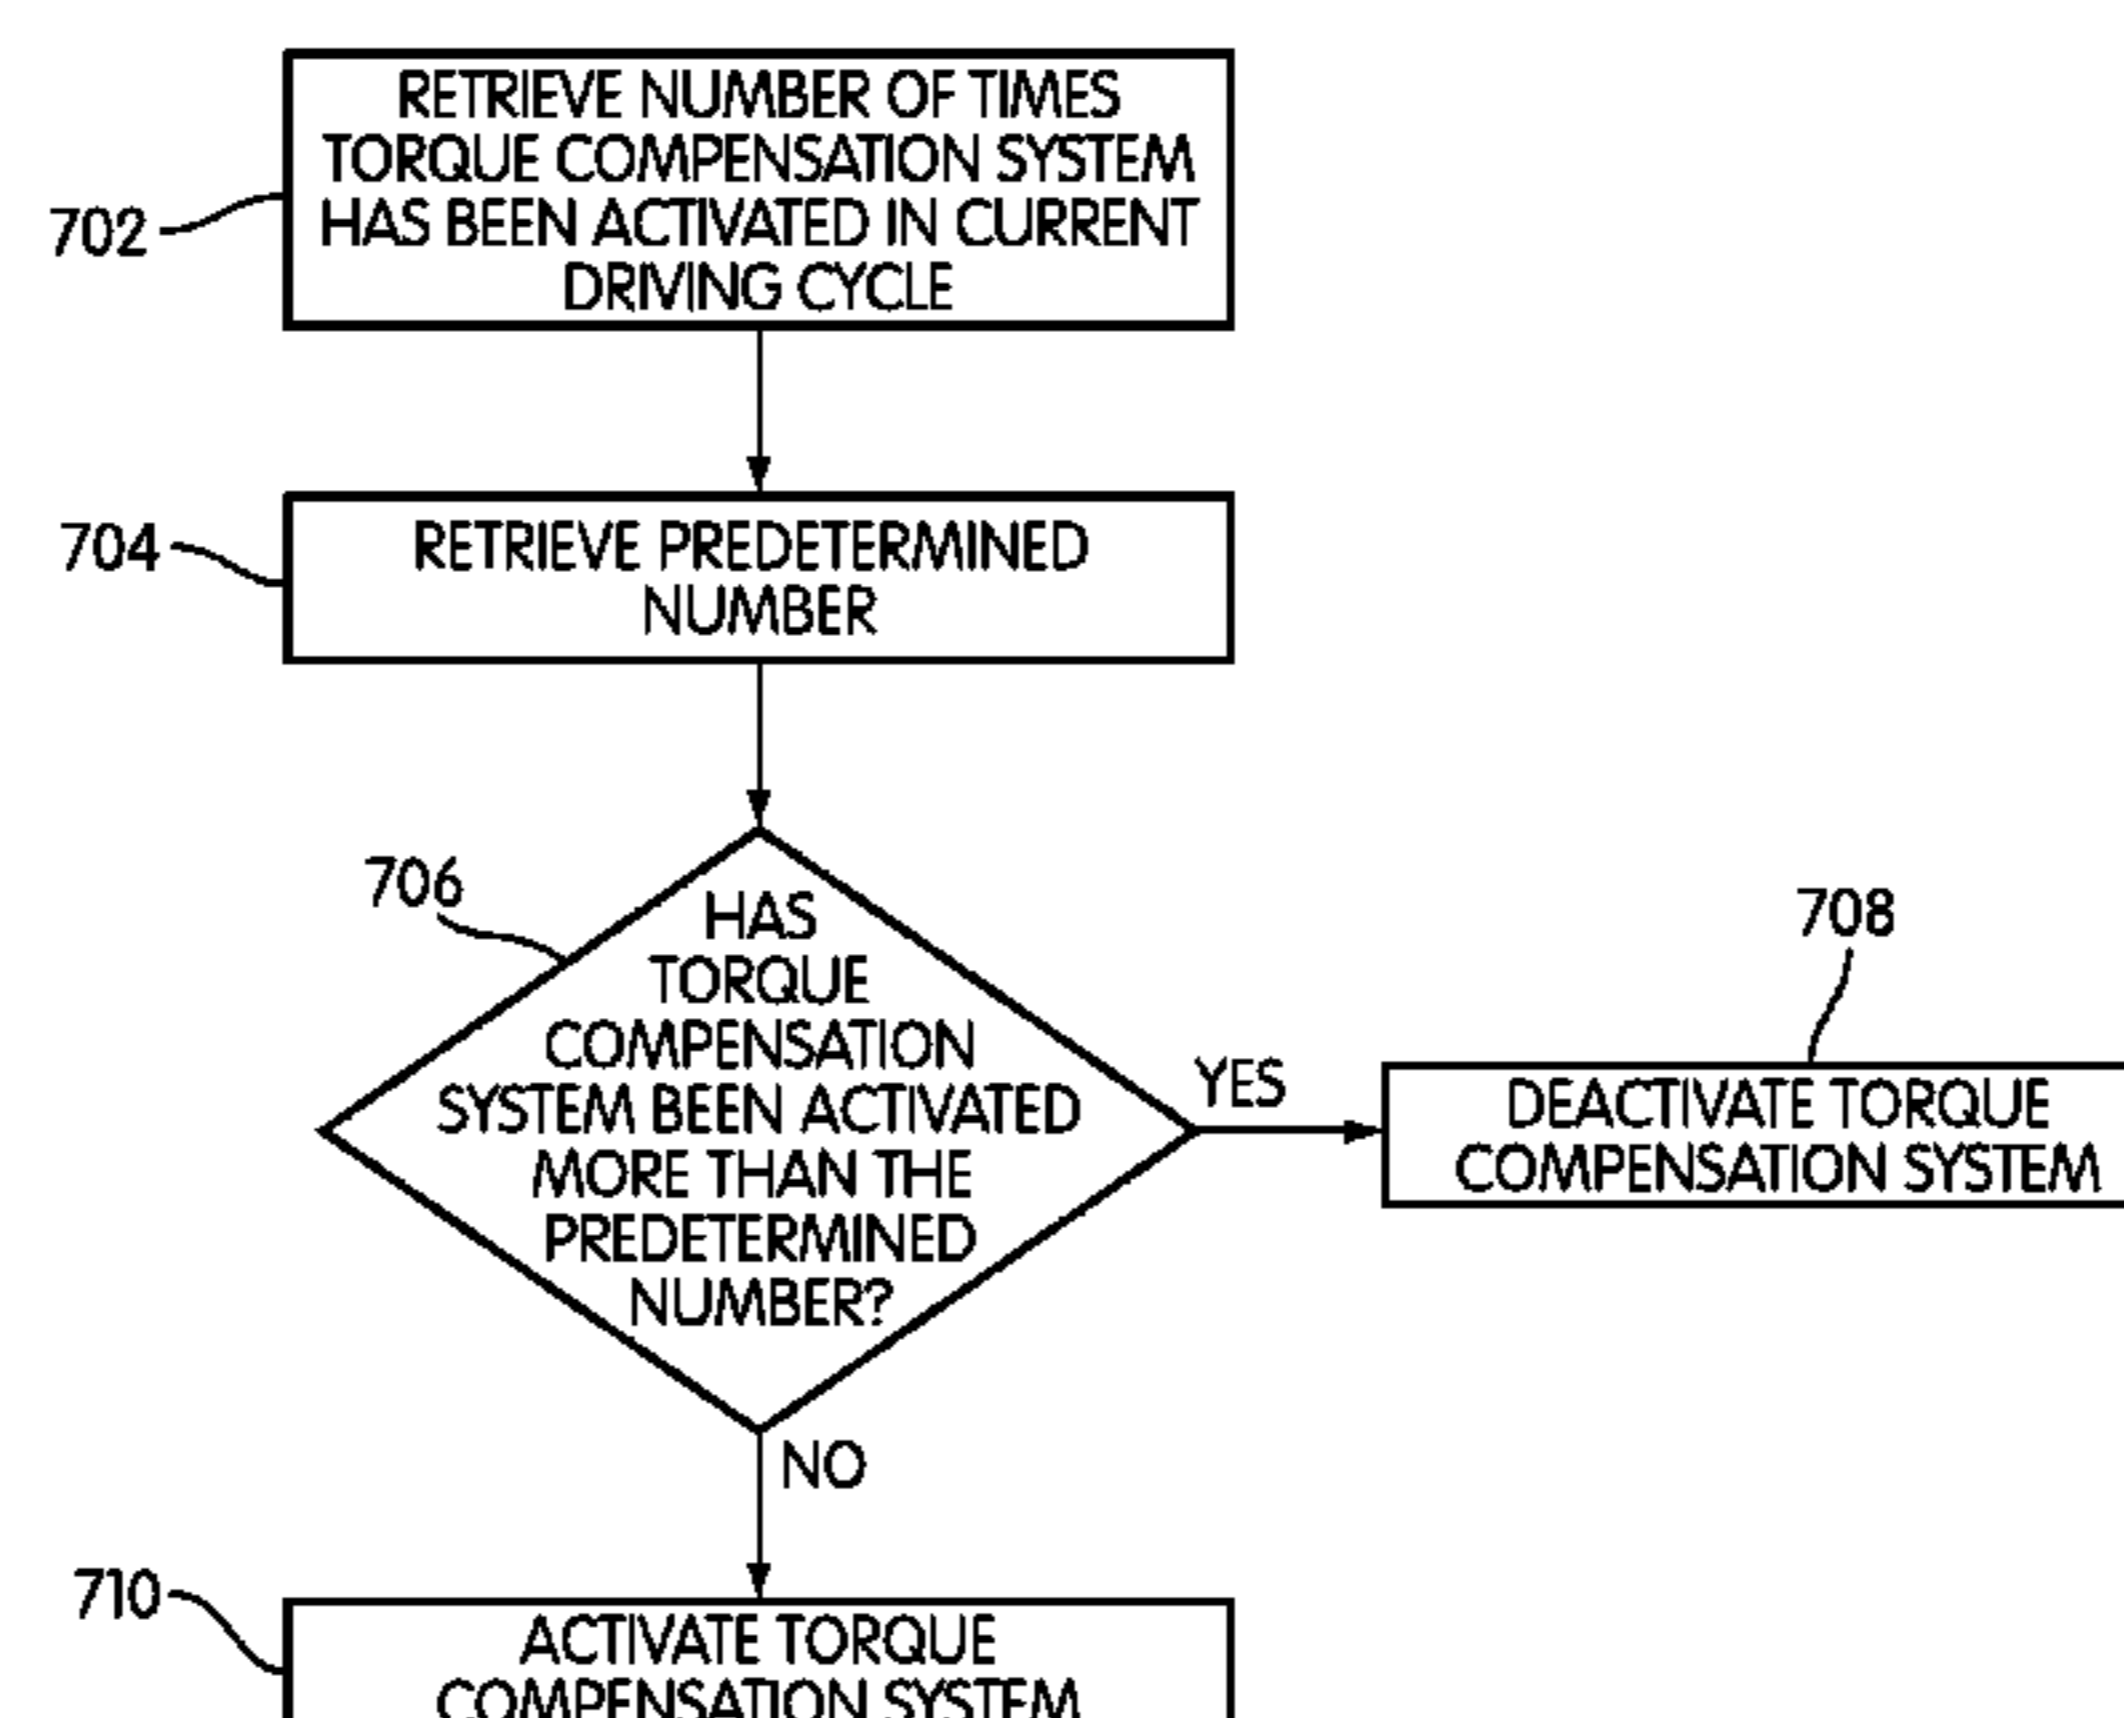 RETRIEVE NUMBER OF TIMES
TORQUE COMPENSATION SYSTEM
HAS BEEN ACTIVATED IN CURRENT
DRIVING CYCLE
702
704
RETRIEVE PREDETERMINED
NUMBER
706
HAS
TORQUE
COMPENSATION
SYSTEM BEEN ACTIVATED
MORE THAN THE
PREDETERMINED
NUMBER?
YES
708
DEACTIVATE TORQUE
COMPENSATION SYSTEM
NO
710
ACTIVATE TORQUE
COMPENSATION SYSTEM